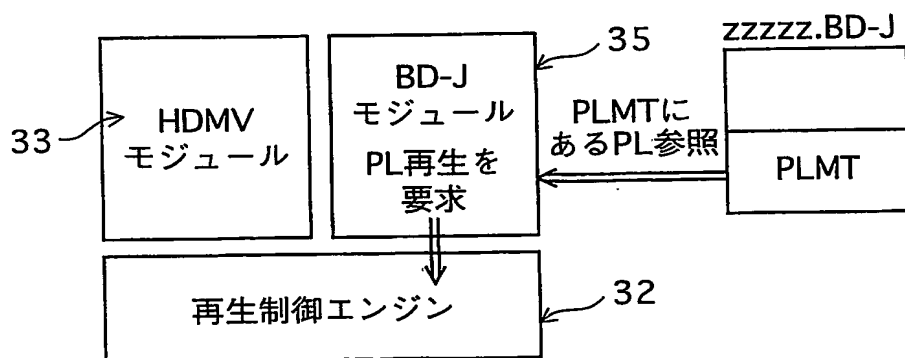 zzzzz.BD-J
35
BD-J
モジュール
PL再生を
要求
33
HDMV
モジュール
PLMTに
あるPL参照
PLMT
再生制御エンジン
32